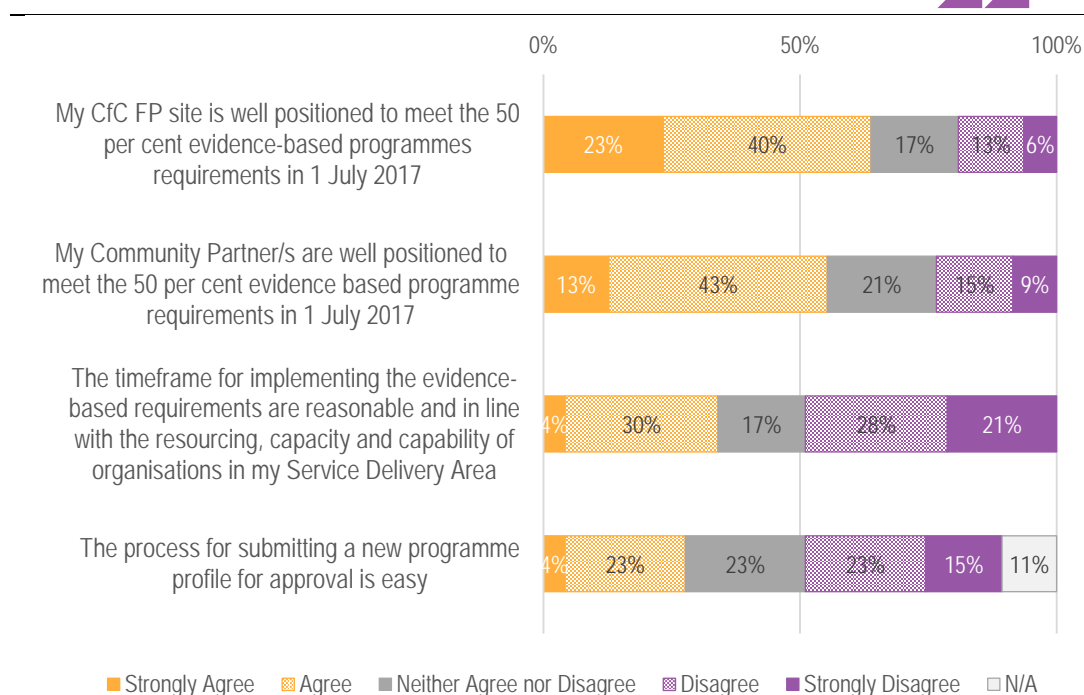 0% 50% 100%
My CfC FP site is well positioned to meet the 50
per cent evidence-based programmes
requirements in 1 July 2017
23% 40% 17% 13% 6%
My Community Partner/s are well positioned to
meet the 50 per cent evidence based programme
requirements in 1 July 2017
13% 43% 21% 15% 9%
The timeframe for implementing the evidence-
based requirements are reasonable and in line
with the resourcing, capacity and capability of
organisations in my Service Delivery Area
4% 30% 17% 28% 21%
The process for submitting a new programme
profile for approval is easy
4% 23% 23% 23% 15% 11%
Strongly Agree Agree Neither Agree nor Disagree Disagree Strongly Disagree N/A